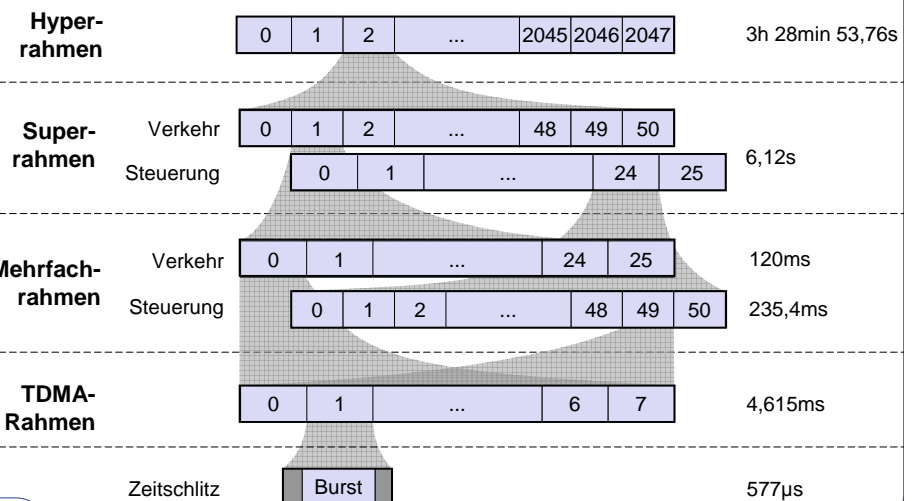 Hyper-
rahmen
0 1 2 ... 2045 2046 2047
3h 28min 53,76s
Super-
rahmen
Verkehr
0 1 2 ... 48 49 50
Steuerung
0 1 ... 24 25
6,12s
Mehrfach-
rahmen
Verkehr
0 1 ... 24 25
120ms
Steuerung
0 1 2 ... 48 49 50
235,4ms
TDMA-
Rahmen
0 1 ... 6 7
4,615ms
Zeitschlitz
Burst
577µs